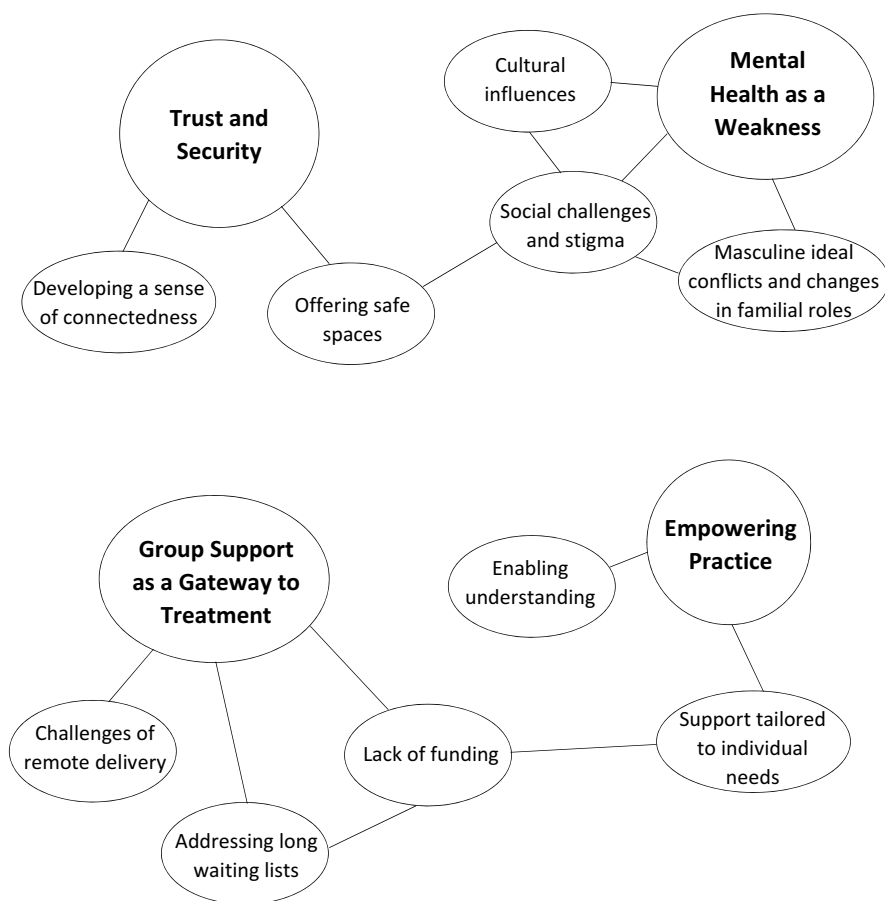 Cultural
influences
Mental
Health as a
Weakness
Trust and
Security
Social challenges
and stigma
Masculine ideal
conflicts and changes
in familial roles
Developing a sense
of connectedness
Offering safe
spaces
Group Support
as a Gateway to
Treatment
Empowering
Practice
Enabling
understanding
Challenges of
remote delivery
Lack of funding
Support tailored
to individual
needs
Addressing long
waiting lists